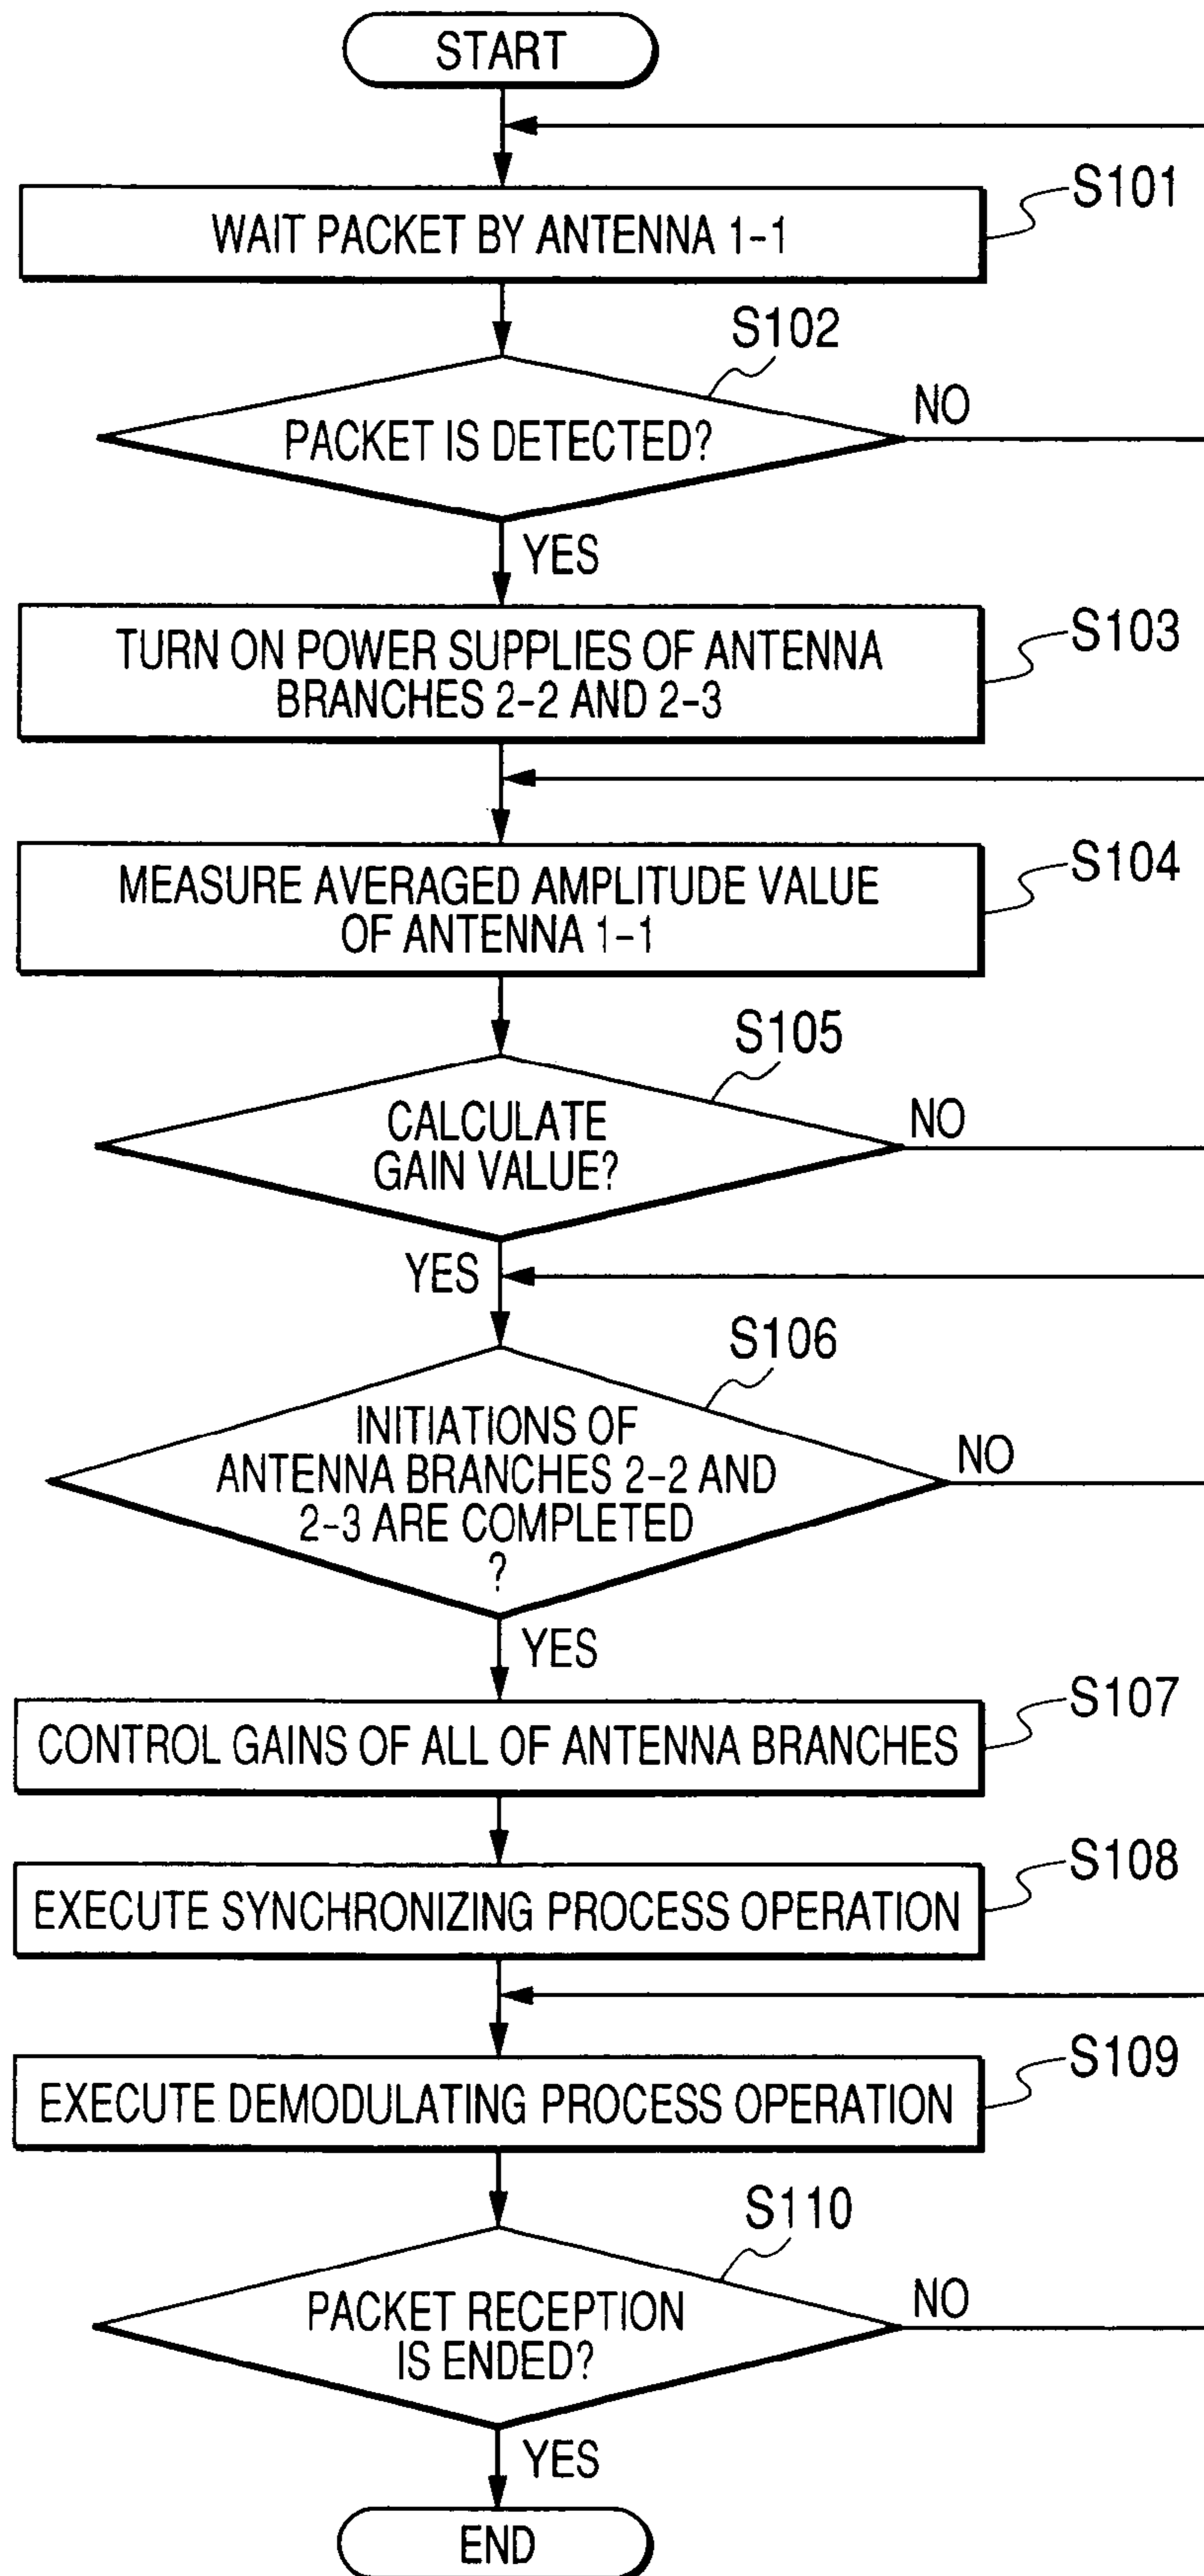 START
S101
WAIT PACKET BY ANTENNA 1-1
S102
PACKET IS DETECTED?
NO
YES
S103
TURN ON POWER SUPPLIES OF ANTENNA
BRANCHES 2-2 AND 2-3
S104
MEASURE AVERAGED AMPLITUDE VALUE
OF ANTENNA 1-1
S105
CALCULATE
GAIN VALUE?
NO
YES
S106
INITIATIONS OF
ANTENNA BRANCHES 2-2 AND
2-3 ARE COMPLETED
?
NO
YES
S107
CONTROL GAINS OF ALL OF ANTENNA BRANCHES
S108
EXECUTE SYNCHRONIZING PROCESS OPERATION
S109
EXECUTE DEMODULATING PROCESS OPERATION
S110
PACKET RECEPTION
IS ENDED?
NO
YES
END